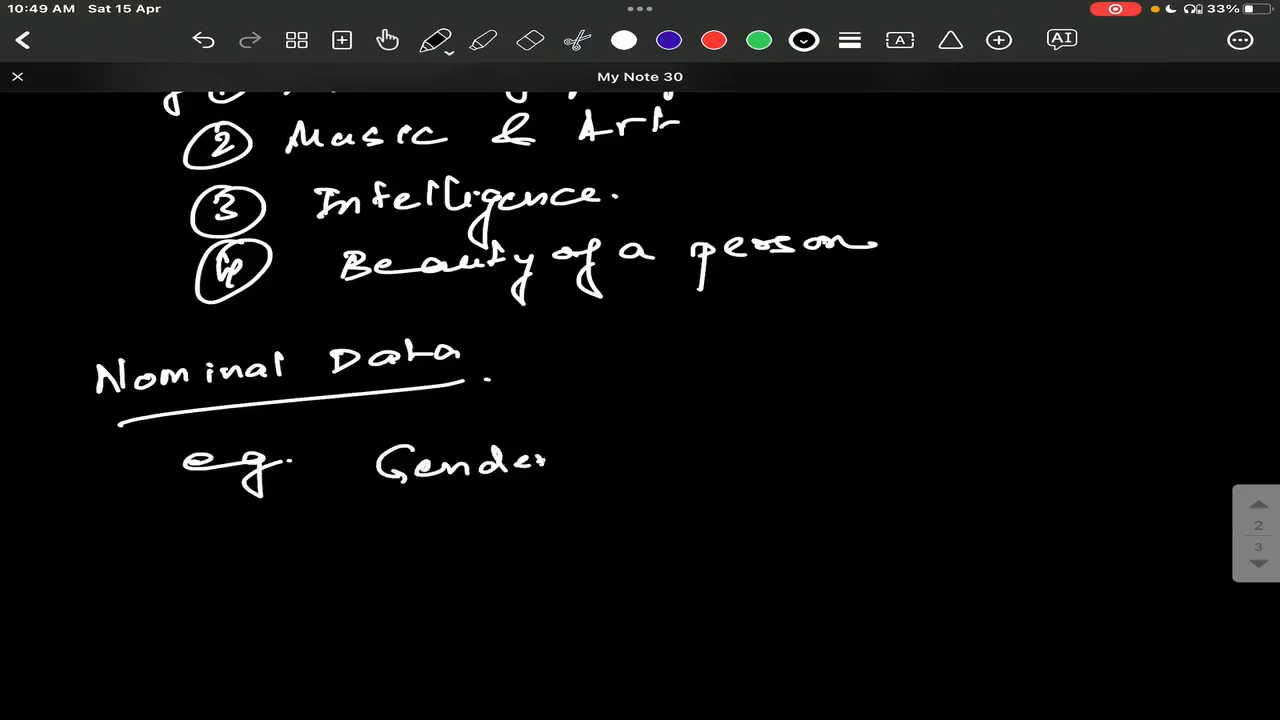 10:49 AM Sat 15 Apr
33%
A
AI
My Note 30
② Music & Art
③ Intelligence.
④ Beauty of a person
Nominal Data.
e.g. Gender
2
3